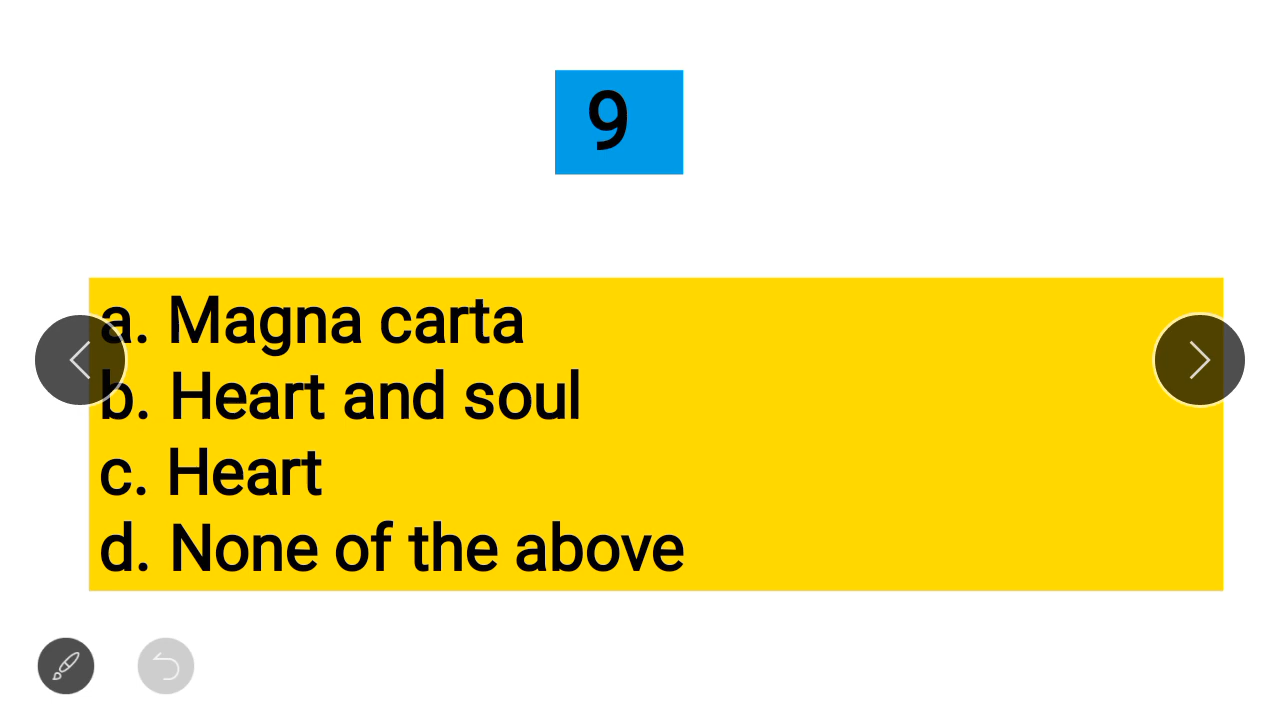 9
a. Magna carta
b. Heart and soul
c. Heart
d. None of the above